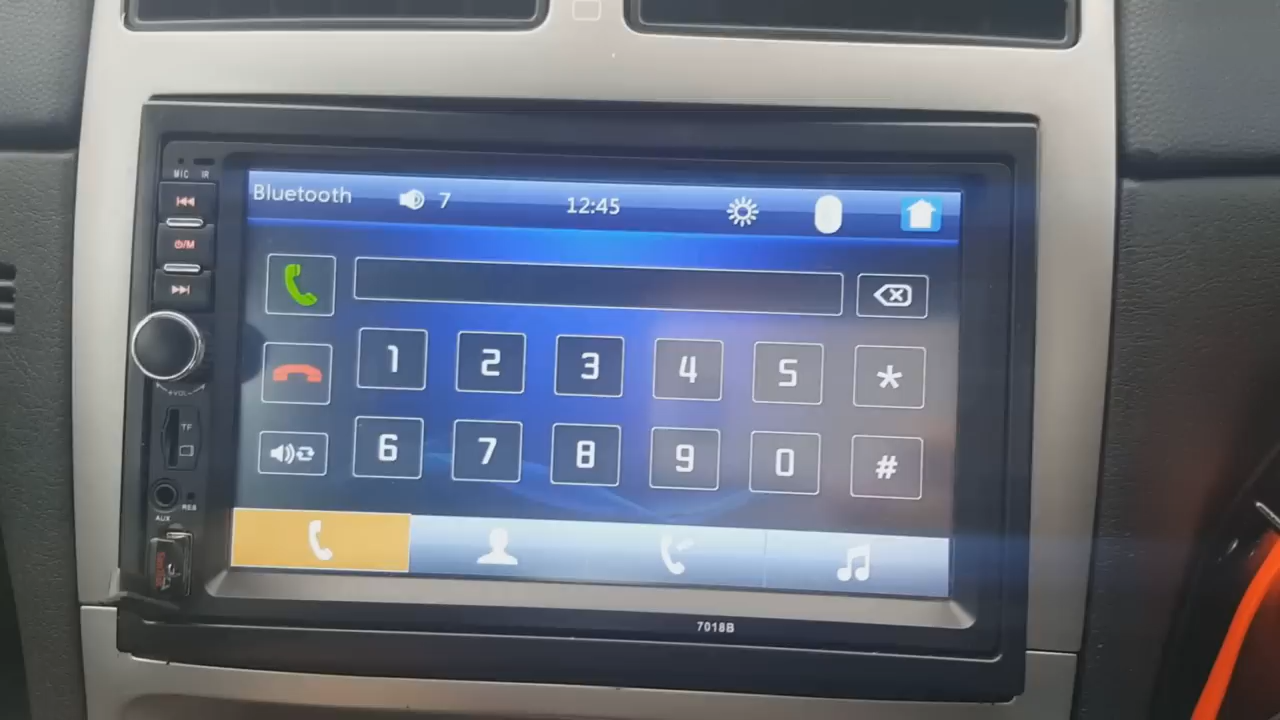 MIC IR
Bluetooth 7 12:45
⏻/M
1 2 3 4 5 *
6 7 8 9 0 #
+VOL-
TF
AUX RES
7018B